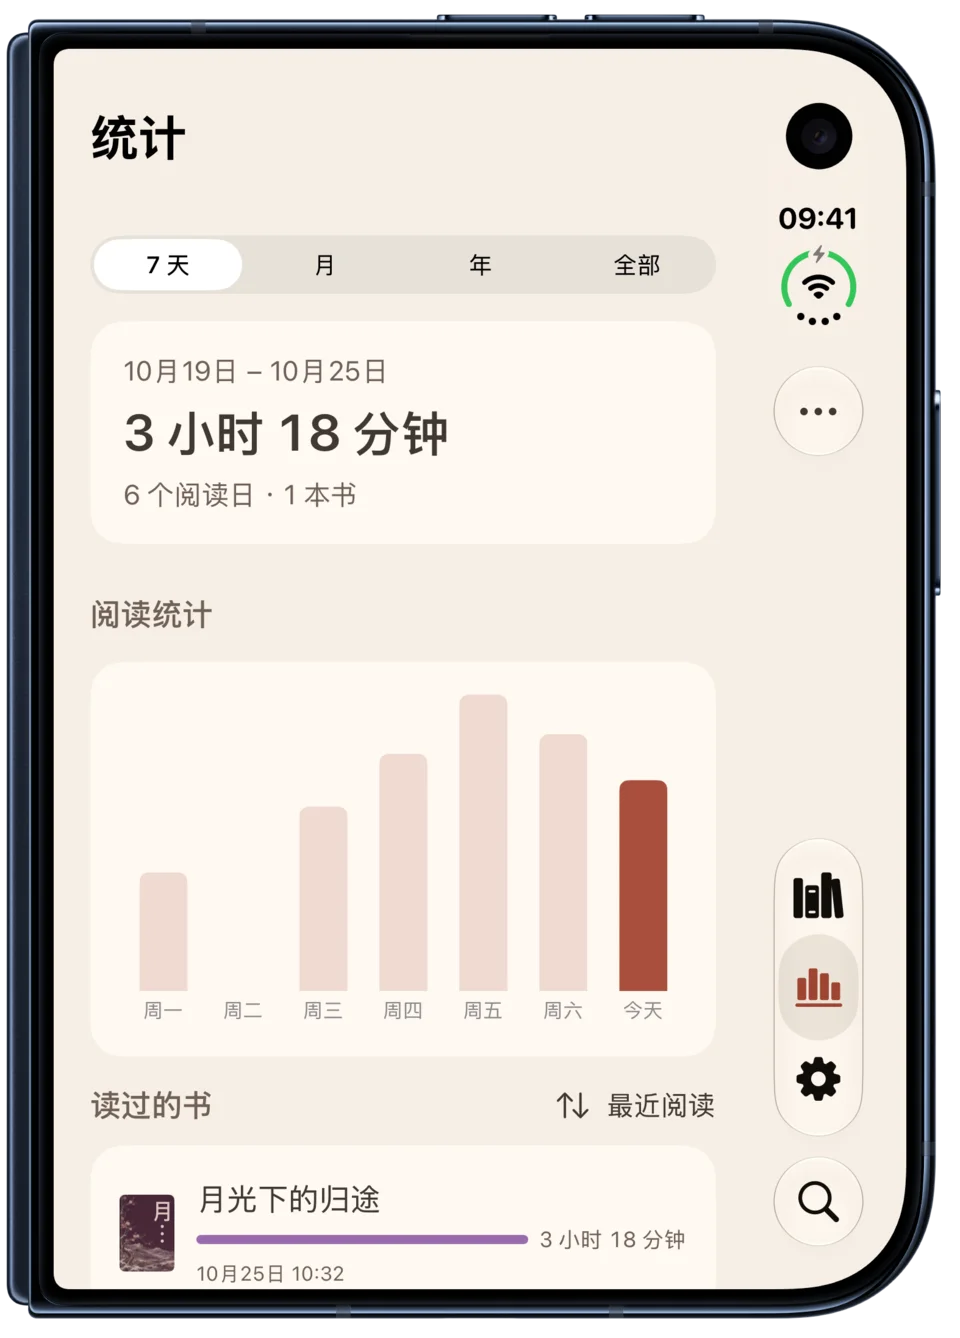 统计
09:41
7 天
月
年
全部
10月19日 – 10月25日
3 小时 18 分钟
6 个阅读日 · 1 本书
阅读统计
周一
周二
周三
周四
周五
周六
今天
读过的书
最近阅读
月…
月光下的归途
3 小时 18 分钟
10月25日 10:32